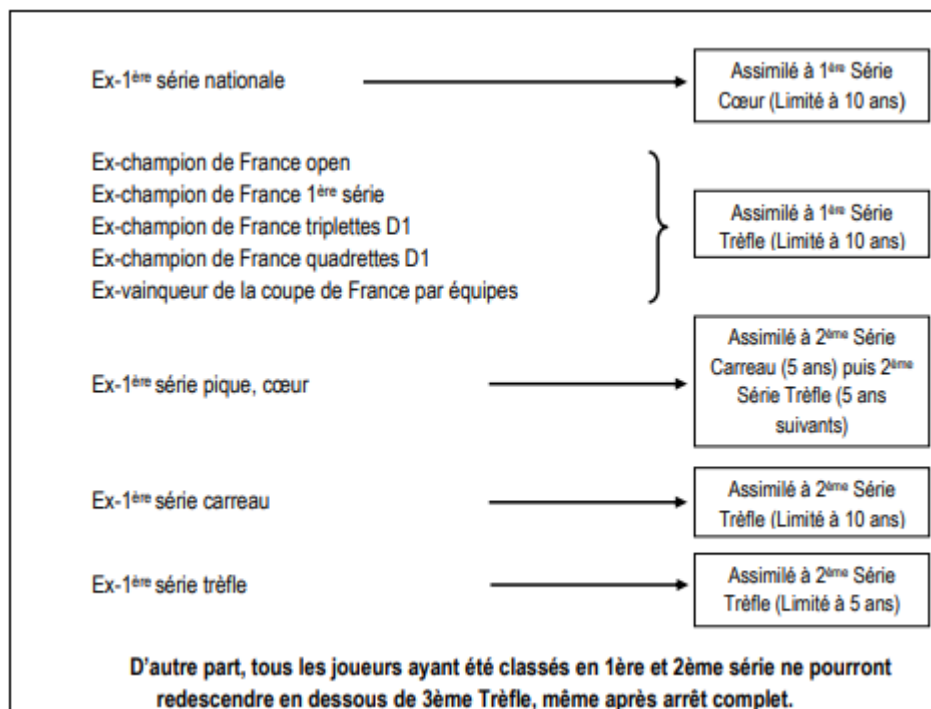 Ex-1ère série nationale
Assimilé à 1ère Série
Cœur (Limité à 10 ans)
Ex-champion de France open
Ex-champion de France 1ère série
Ex-champion de France triplettes D1
Ex-champion de France quadrettes D1
Ex-vainqueur de la coupe de France par équipes
Assimilé à 1ère Série
Trèfle (Limité à 10 ans)
Ex-1ère série pique, cœur
Assimilé à 2ème Série
Carreau (5 ans) puis 2ème
Série Trèfle (5 ans
suivants)
Ex-1ère série carreau
Assimilé à 2ème Série
Trèfle (Limité à 10 ans)
Ex-1ère série trèfle
Assimilé à 2ème Série
Trèfle (Limité à 5 ans)
D'autre part, tous les joueurs ayant été classés en 1ère et 2ème série ne pourront
redescendre en dessous de 3ème Trèfle, même après arrêt complet.